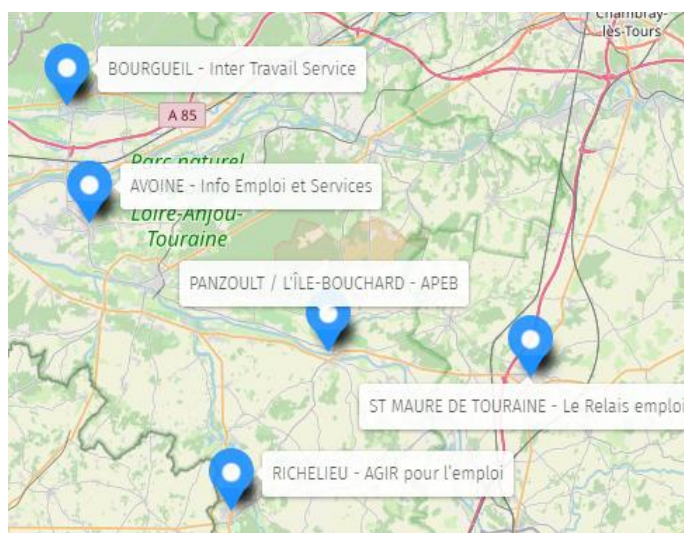 Chambray-
lès-Tours
BOURGUEIL - Inter Travail Service
A 85
Parc naturel
AVOINE - Info Emploi et Services
Loire-Anjou-
Touraine
PANZOULT / L'ÎLE-BOUCHARD - APEB
ST MAURE DE TOURAINE - Le Relais emploi
RICHELIEU - AGIR pour l'emploi